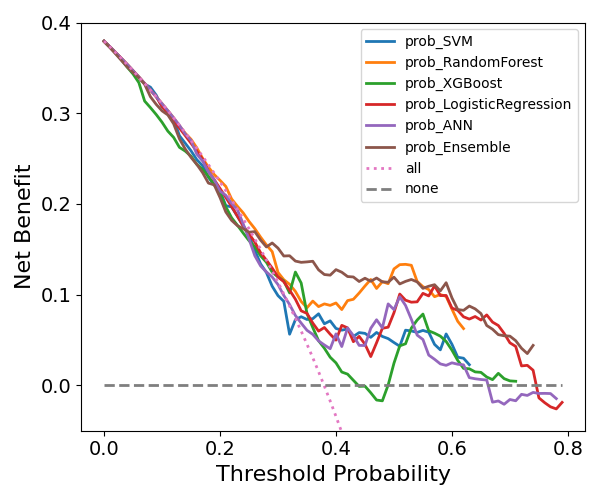 0.4
0.3
0.2
0.1
0.0
Net Benefit
prob_SVM
prob_RandomForest
prob_XGBoost
prob_LogisticRegression
prob_ANN
prob_Ensemble
all
none
0.0 0.2 0.4 0.6 0.8
Threshold Probability